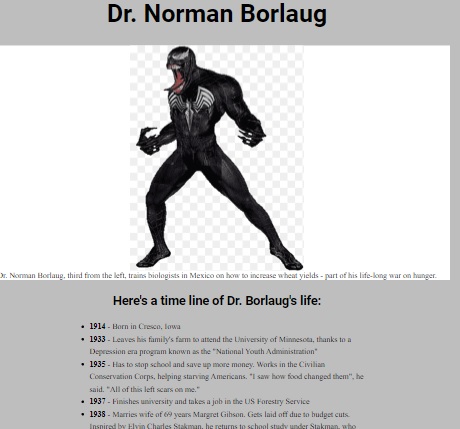 Dr. Norman Borlaug
Dr. Norman Borlaug, third from the left, trains biologists in Mexico on how to increase wheat yields - part of his life-long war on hunger.
Here's a time line of Dr. Borlaug's life:
• 1914 - Born in Cresco, Iowa
• 1933 - Leaves his family's farm to attend the University of Minnesota, thanks to a
Depression era program known as the "National Youth Administration"
• 1935 - Has to stop school and save up more money. Works in the Civilian
Conservation Corps, helping starving Americans. "I saw how food changed them", he
said. "All of this left scars on me."
• 1937 - Finishes university and takes a job in the US Forestry Service
• 1938 - Marries wife of 69 years Margret Gibson. Gets laid off due to budget cuts.
Inspired by Elvin Charles Stakman, he returns to school study under Stakman, who